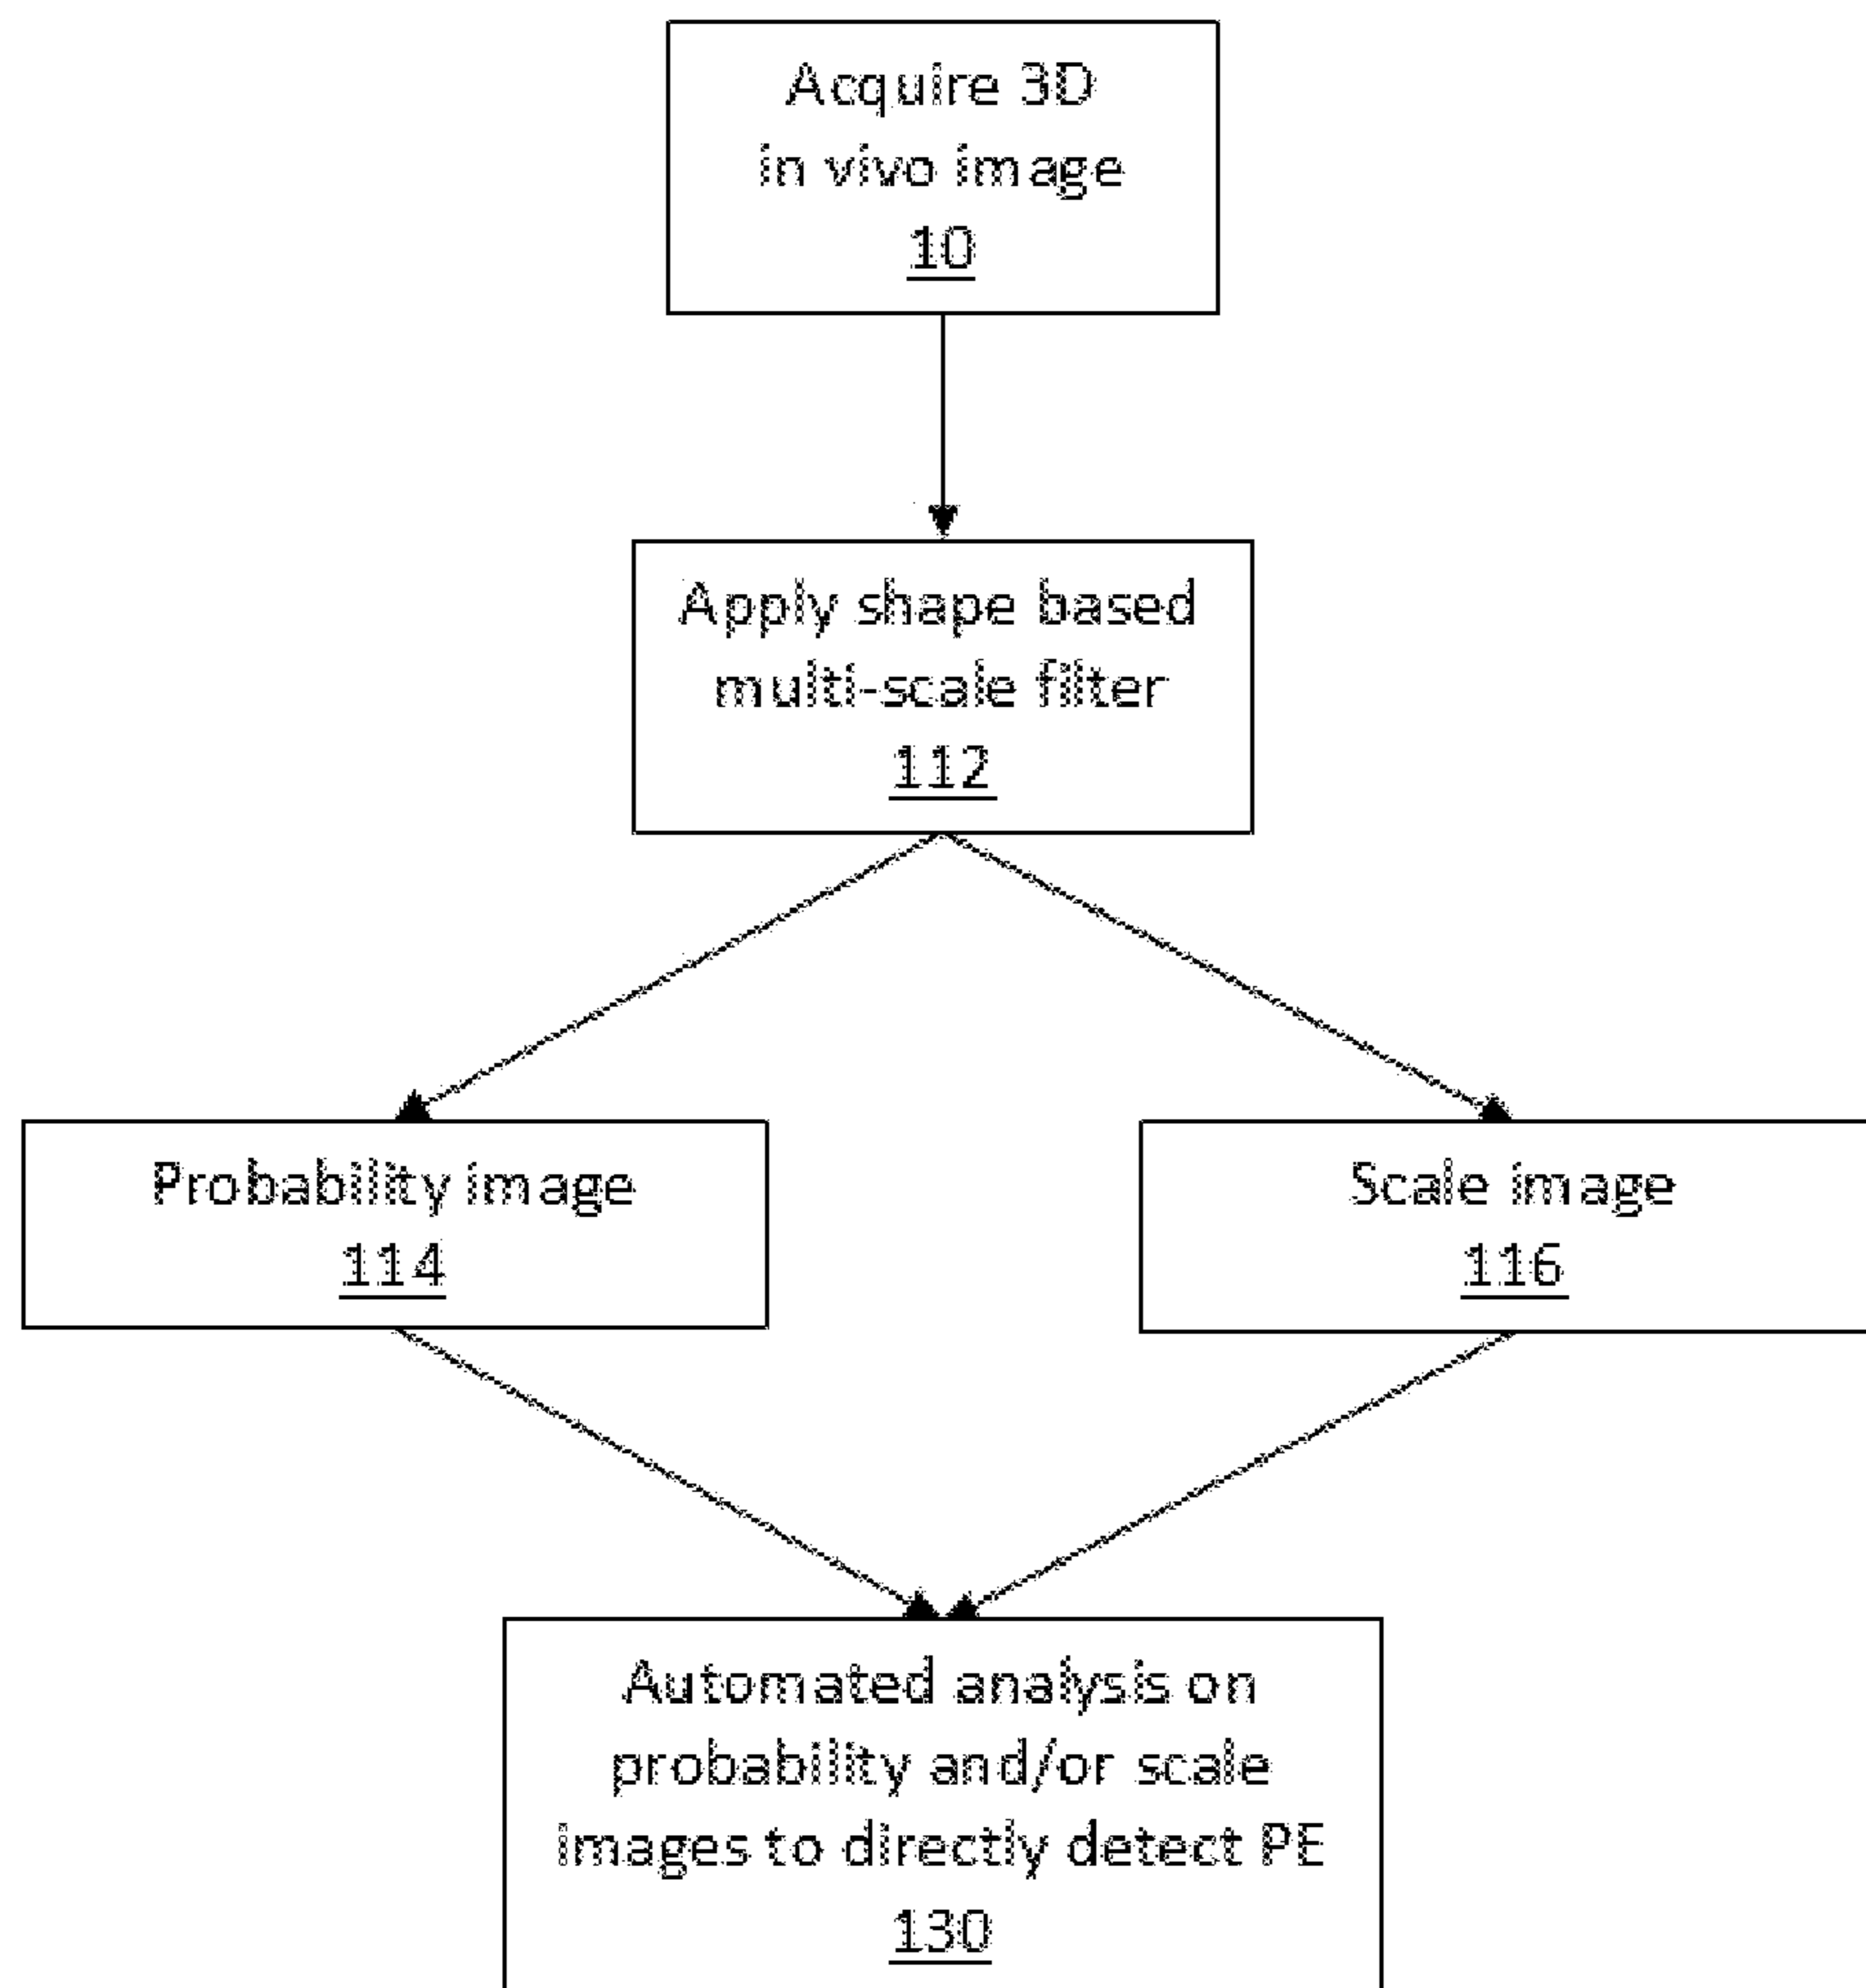 Acquire 3D
in vivo image
10
Apply shape based
multi-scale filter
112
Probability image
114
Scale image
116
Automated analysis on
probability and/or scale
images to directly detect PE
130